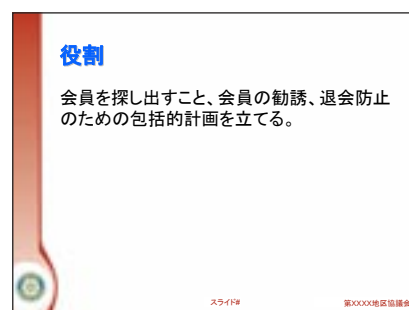 役割
会員を探し出すこと、会員の勧誘、退会防止
のための包括的計画を立てる。
スライド#
第XXXX地区協議会